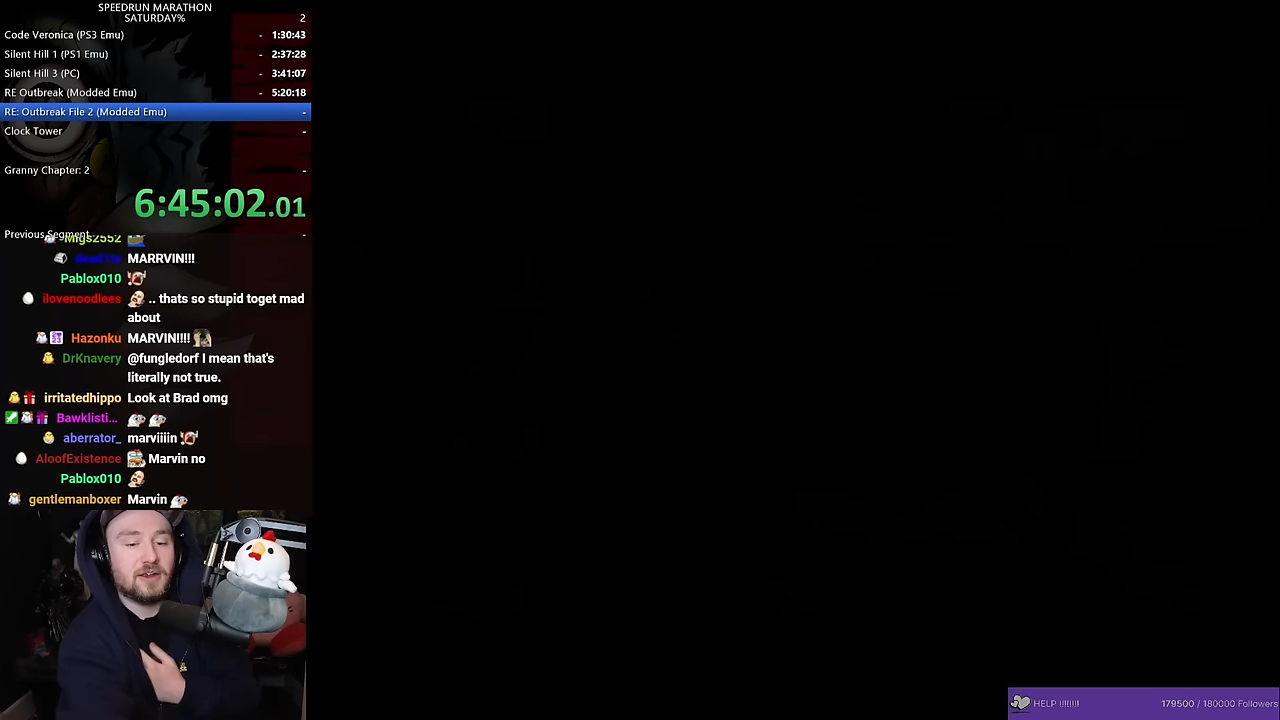 SPEEDRUN MARATHON
SATURDAY%
2
Code Veronica (PS3 Emu) - 1:30:43
Silent Hill 1 (PS1 Emu) - 2:37:28
Silent Hill 3 (PC) - 3:41:07
RE Outbreak (Modded Emu) - 5:20:18
RE: Outbreak File 2 (Modded Emu) -
Clock Tower -
Granny Chapter: 2 -
6:45:02.01
Previous Segment -
Migs2552
MARRVIN!!!
Pablox010
ilovenoodlees .. thats so stupid toget mad
about
Hazonku MARVIN!!!!
DrKnavery @fungledorf I mean that's
literally not true.
irritatedhippo Look at Brad omg
Bawklisti...
aberrator_ marviiiin
AloofExistence Marvin no
Pablox010
gentlemanboxer Marvin
HELP !!!!!!! 179500 / 180000 Followers